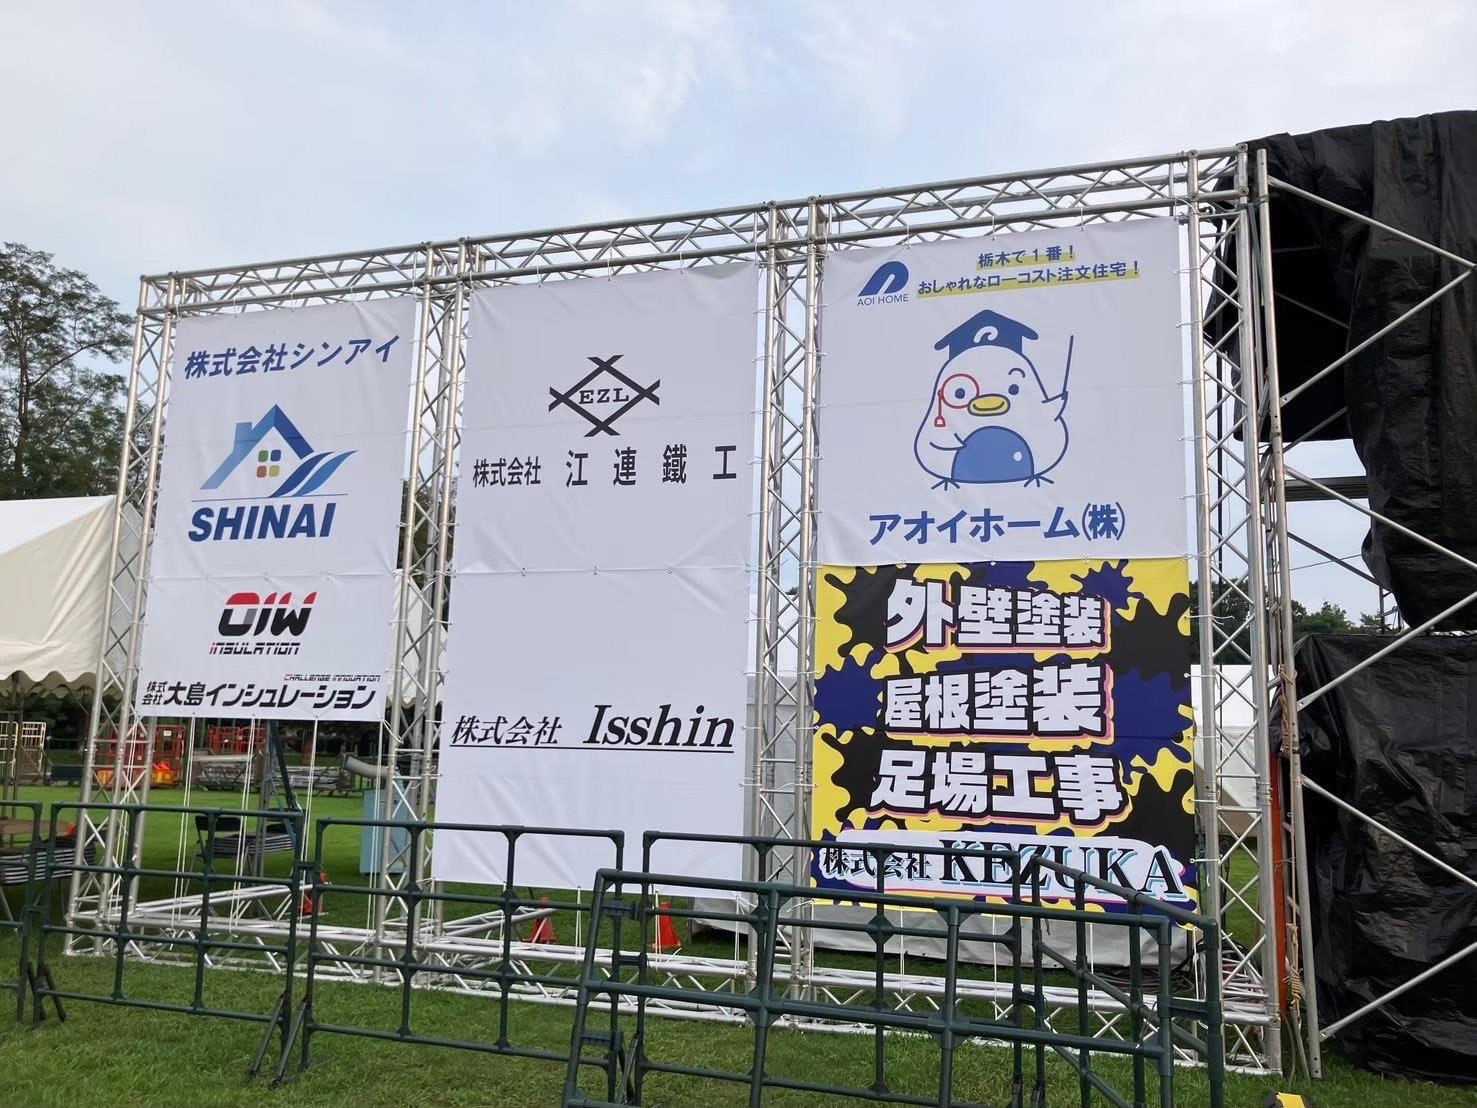 株式会社シンアイ
SHINAI
OIW
INSULATION
CHALLENGE INNOVATION
株式会社 大島インシュレーション
EZL
株式会社 江連鐵工
株式会社 Isshin
AOI HOME
栃木で1番！
おしゃれなローコスト注文住宅！
アオイホーム(株)
外壁塗装
屋根塗装
足場工事
株式会社 KEZUKA